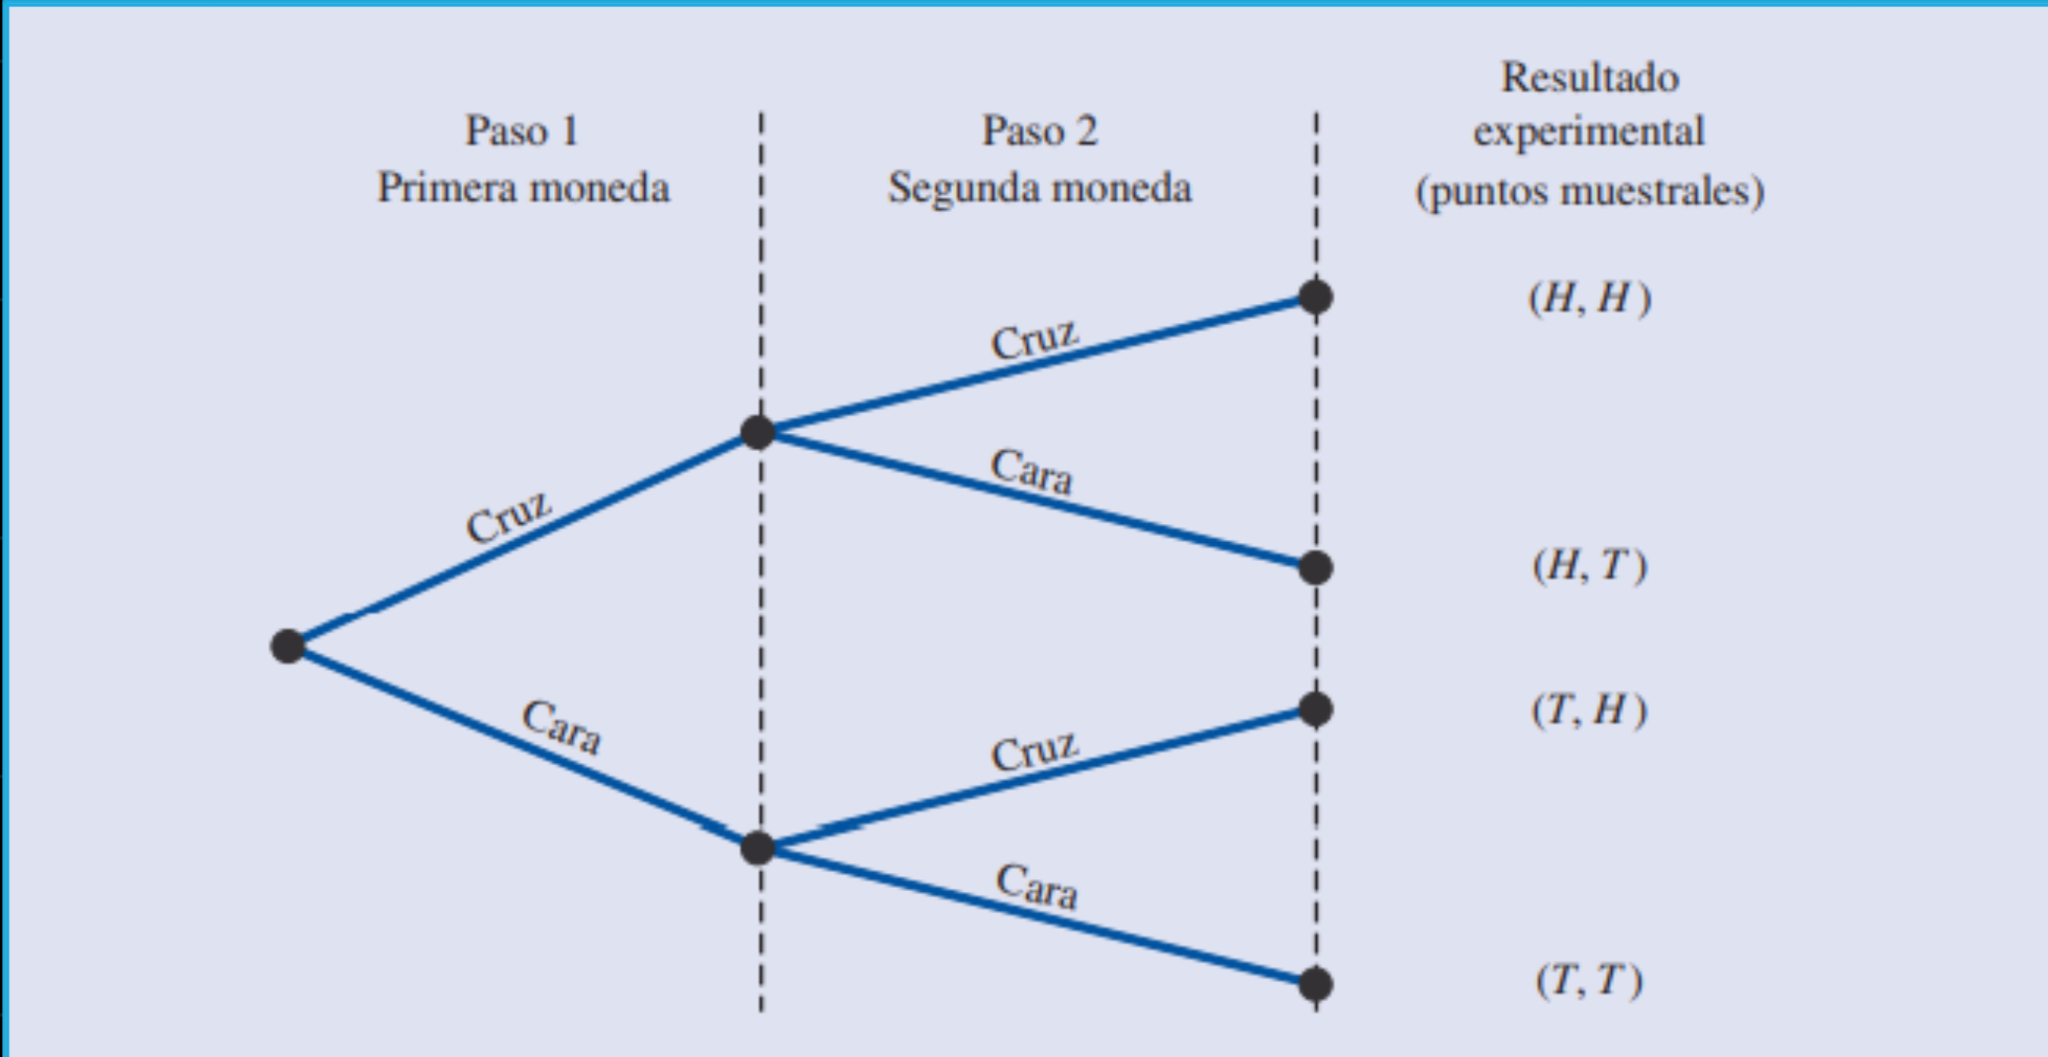 Paso 1
Primera moneda
Paso 2
Segunda moneda
Resultado
experimental
(puntos muestrales)
Cruz
Cara
Cruz
Cara
Cruz
Cara
(H, H)
(H, T)
(T, H)
(T, T)